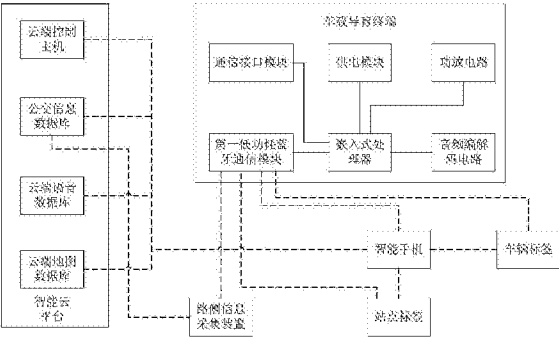 云端控制
主机
公交信息
数据库
云端语音
数据库
云端地图
数据库
智能云
平台
车载导盲终端
通信接口模块
供电模块
功放电路
第一低功耗蓝
牙通信模块
嵌入式处
理器
音频编解
码电路
智能手机
车辆标签
路侧信息
采集装置
站点标签